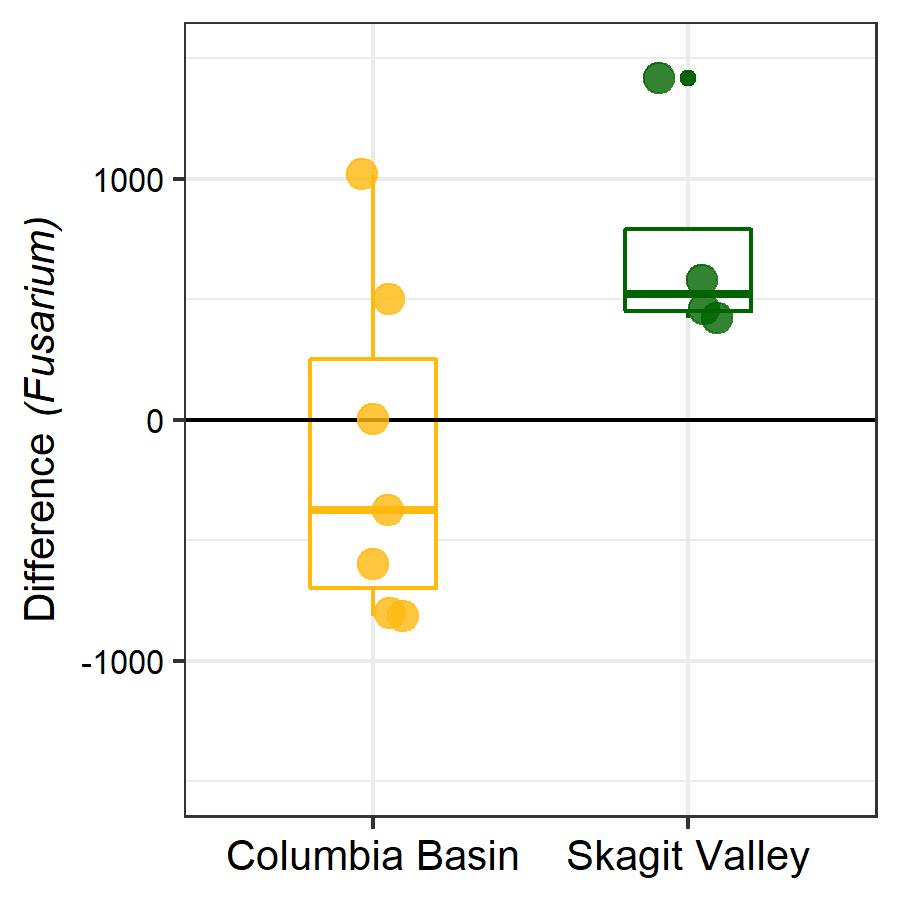 Difference (Fusarium)
1000
0
-1000
Columbia Basin
Skagit Valley